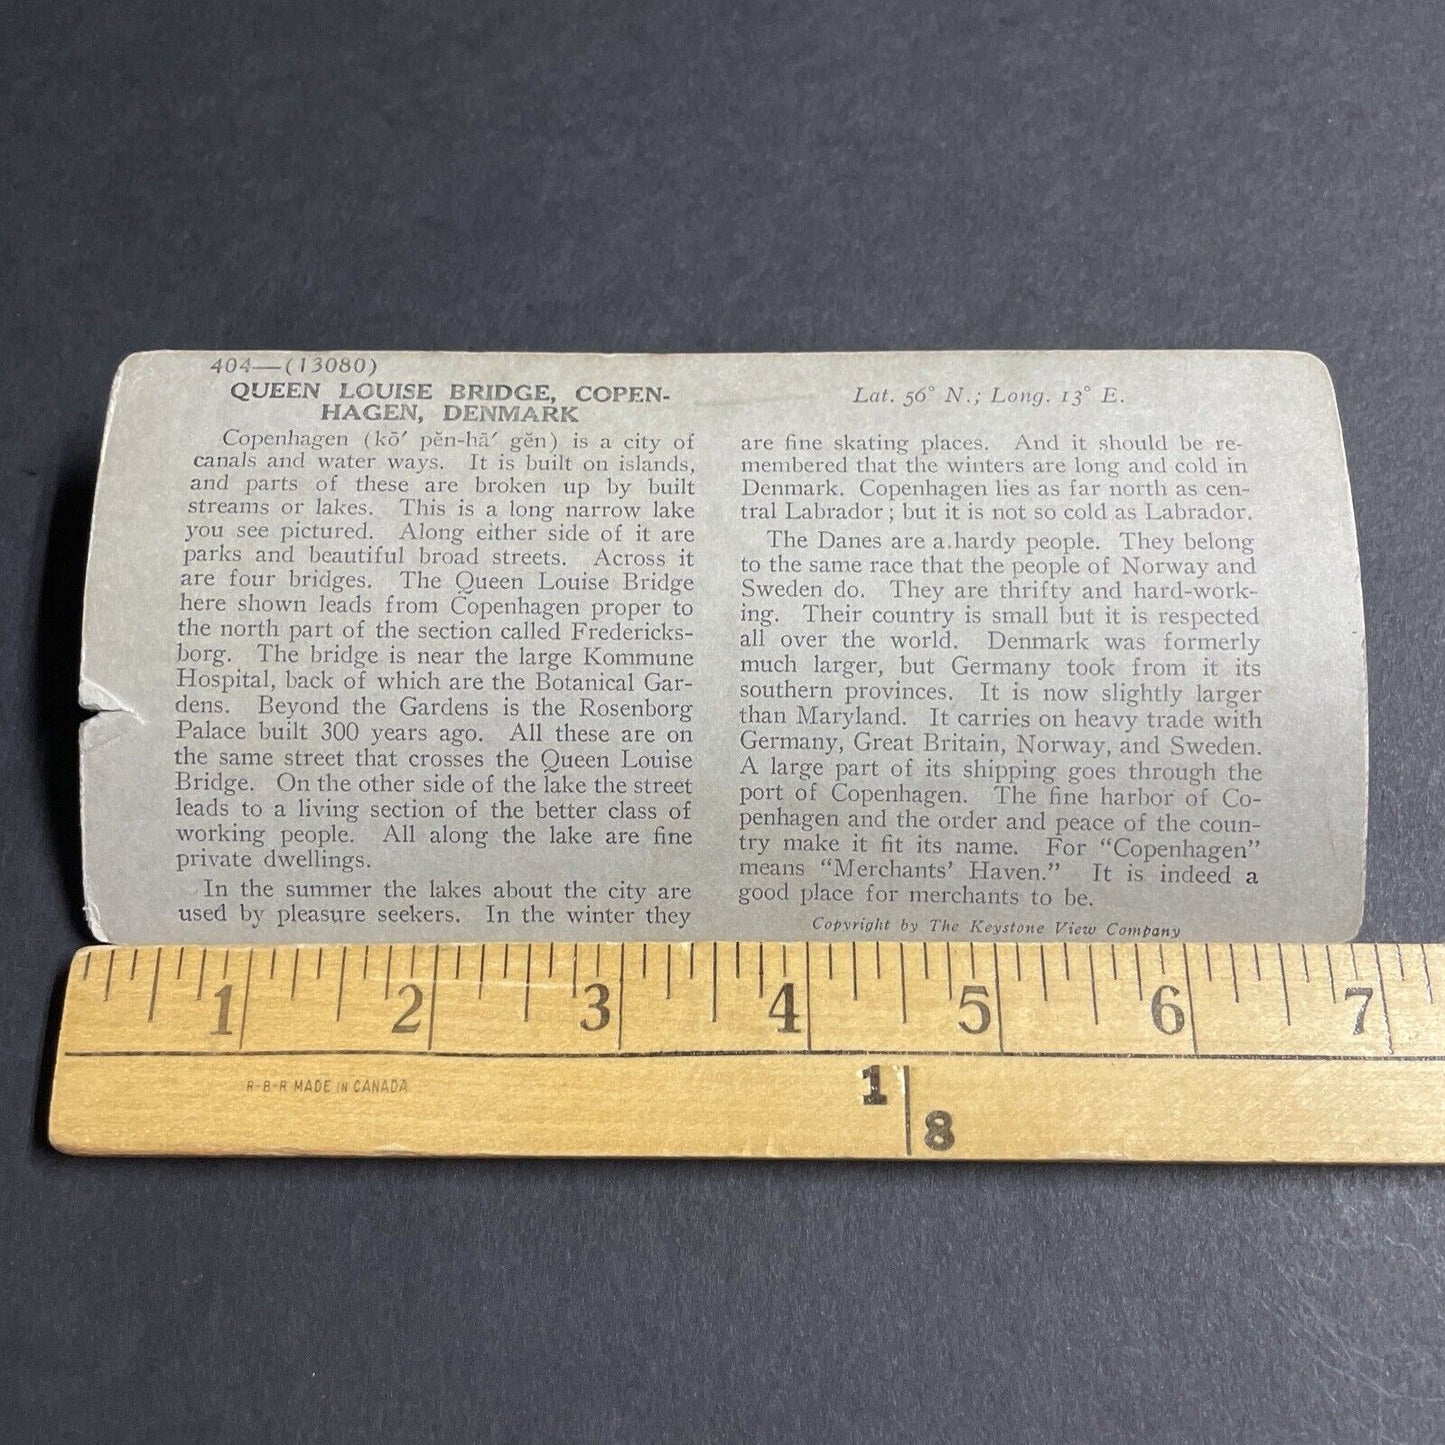 404—(13080)
QUEEN LOUISE BRIDGE, COPEN-
HAGEN, DENMARK
Copenhagen (kō′ pĕn-hā′ gĕn) is a city of
canals and water ways. It is built on islands,
and parts of these are broken up by built
streams or lakes. This is a long narrow lake
you see pictured. Along either side of it are
parks and beautiful broad streets. Across it
are four bridges. The Queen Louise Bridge
here shown leads from Copenhagen proper to
the north part of the section called Fredericks-
borg. The bridge is near the large Kommune
Hospital, back of which are the Botanical Gar-
dens. Beyond the Gardens is the Rosenborg
Palace built 300 years ago. All these are on
the same street that crosses the Queen Louise
Bridge. On the other side of the lake the street
leads to a living section of the better class of
working people. All along the lake are fine
private dwellings.
In the summer the lakes about the city are
used by pleasure seekers. In the winter they
Lat. 56° N.; Long. 13° E.
are fine skating places. And it should be re-
membered that the winters are long and cold in
Denmark. Copenhagen lies as far north as cen-
tral Labrador; but it is not so cold as Labrador.
The Danes are a hardy people. They belong
to the same race that the people of Norway and
Sweden do. They are thrifty and hard-work-
ing. Their country is small but it is respected
all over the world. Denmark was formerly
much larger, but Germany took from it its
southern provinces. It is now slightly larger
than Maryland. It carries on heavy trade with
Germany, Great Britain, Norway, and Sweden.
A large part of its shipping goes through the
port of Copenhagen. The fine harbor of Co-
penhagen and the order and peace of the coun-
try make it fit its name. For "Copenhagen"
means "Merchants' Haven." It is indeed a
good place for merchants to be.
Copyright by The Keystone View Company
1 2 3 4 5 6 7
R-B-R MADE IN CANADA
1
8